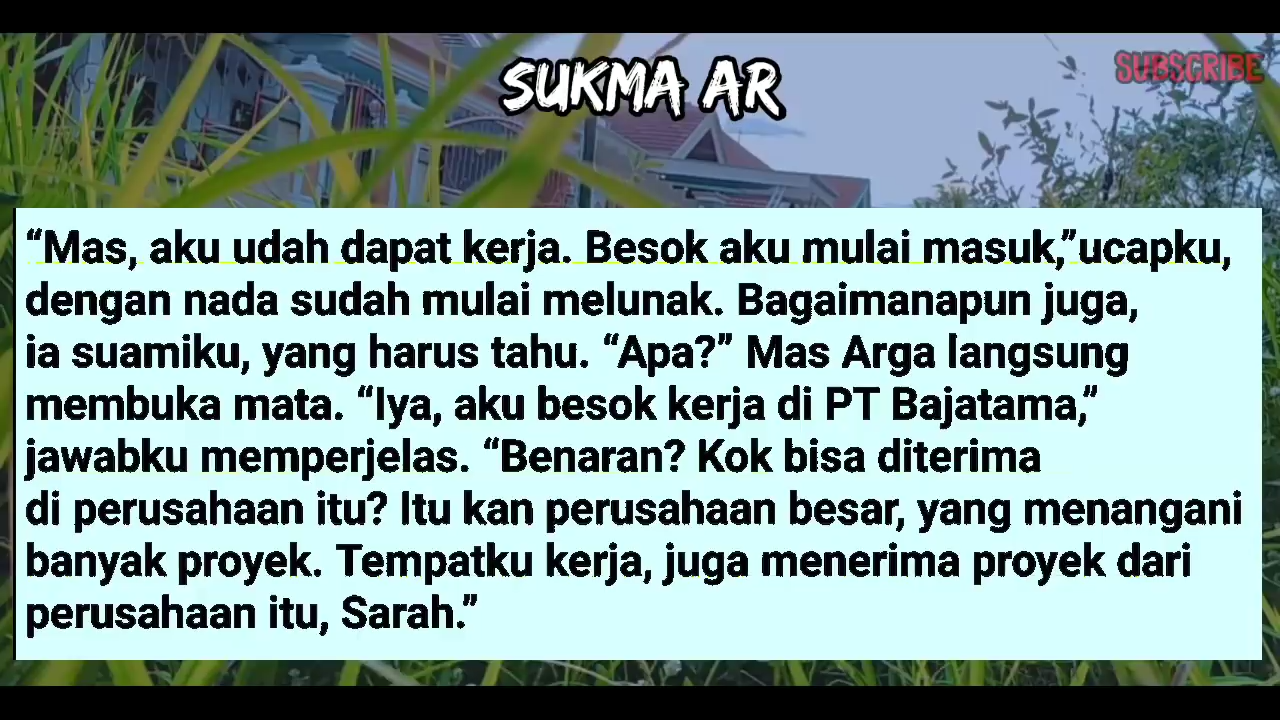 SUKMA AR
SUBSCRIBE
“Mas, aku udah dapat kerja. Besok aku mulai masuk,”ucapku,
dengan nada sudah mulai melunak. Bagaimanapun juga,
ia suamiku, yang harus tahu. “Apa?” Mas Arga langsung
membuka mata. “Iya, aku besok kerja di PT Bajatama,”
jawabku memperjelas. “Benaran? Kok bisa diterima
di perusahaan itu? Itu kan perusahaan besar, yang menangani
banyak proyek. Tempatku kerja, juga menerima proyek dari
perusahaan itu, Sarah.”